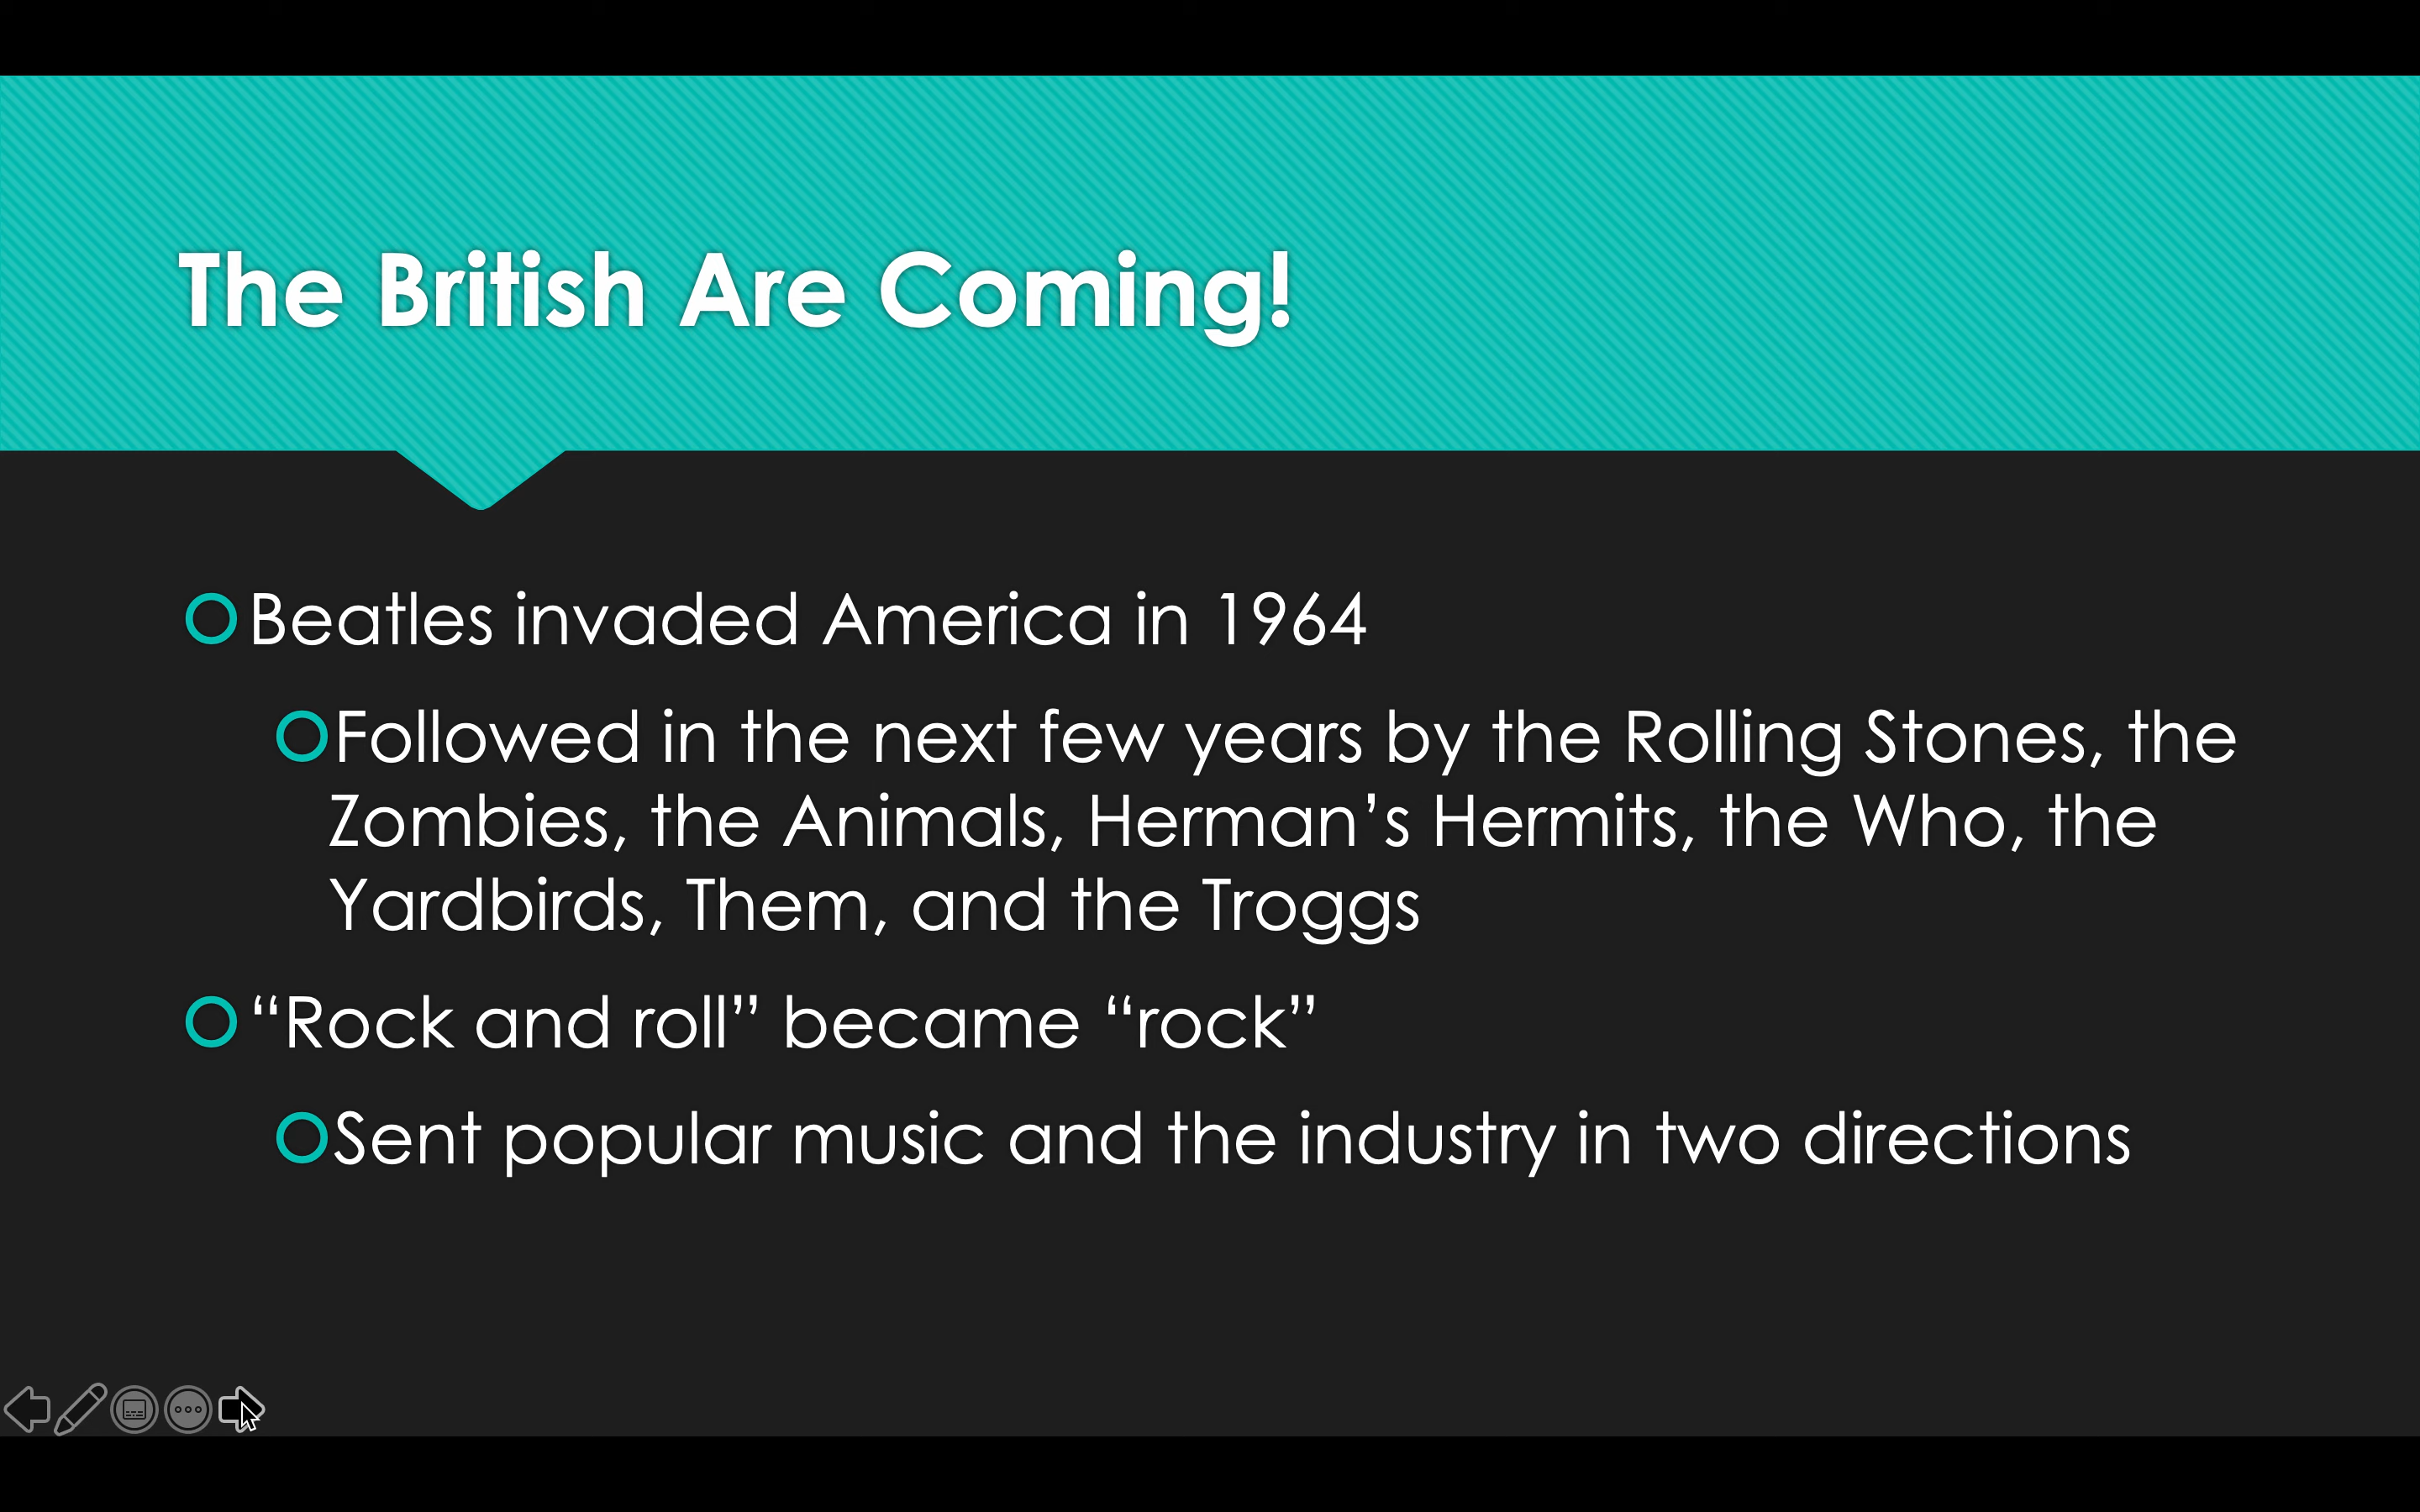 The British Are Coming!
Beatles invaded America in 1964
Followed in the next few years by the Rolling Stones, the
Zombies, the Animals, Herman’s Hermits, the Who, the
Yardbirds, Them, and the Troggs
“Rock and roll” became “rock”
Sent popular music and the industry in two directions